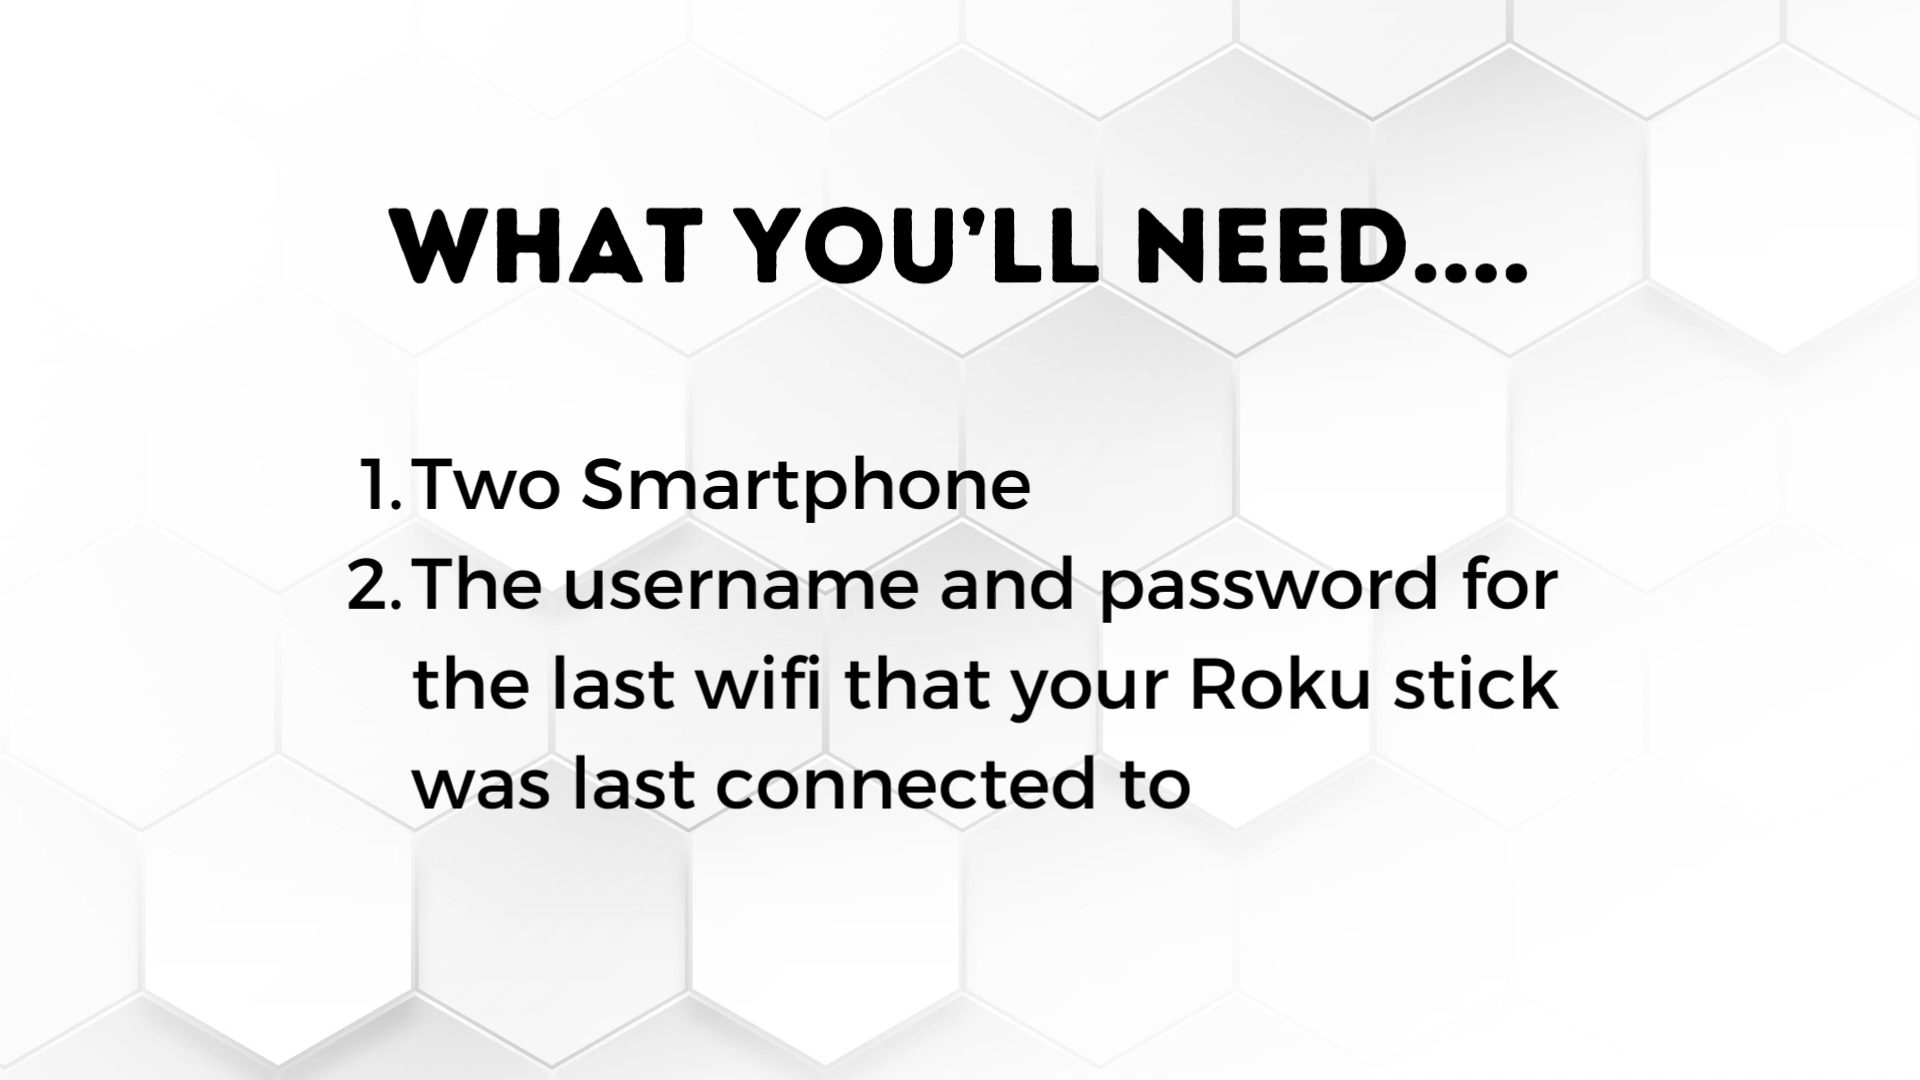 WHAT YOU'LL NEED....
1. Two Smartphone
2. The username and password for
the last wifi that your Roku stick
was last connected to